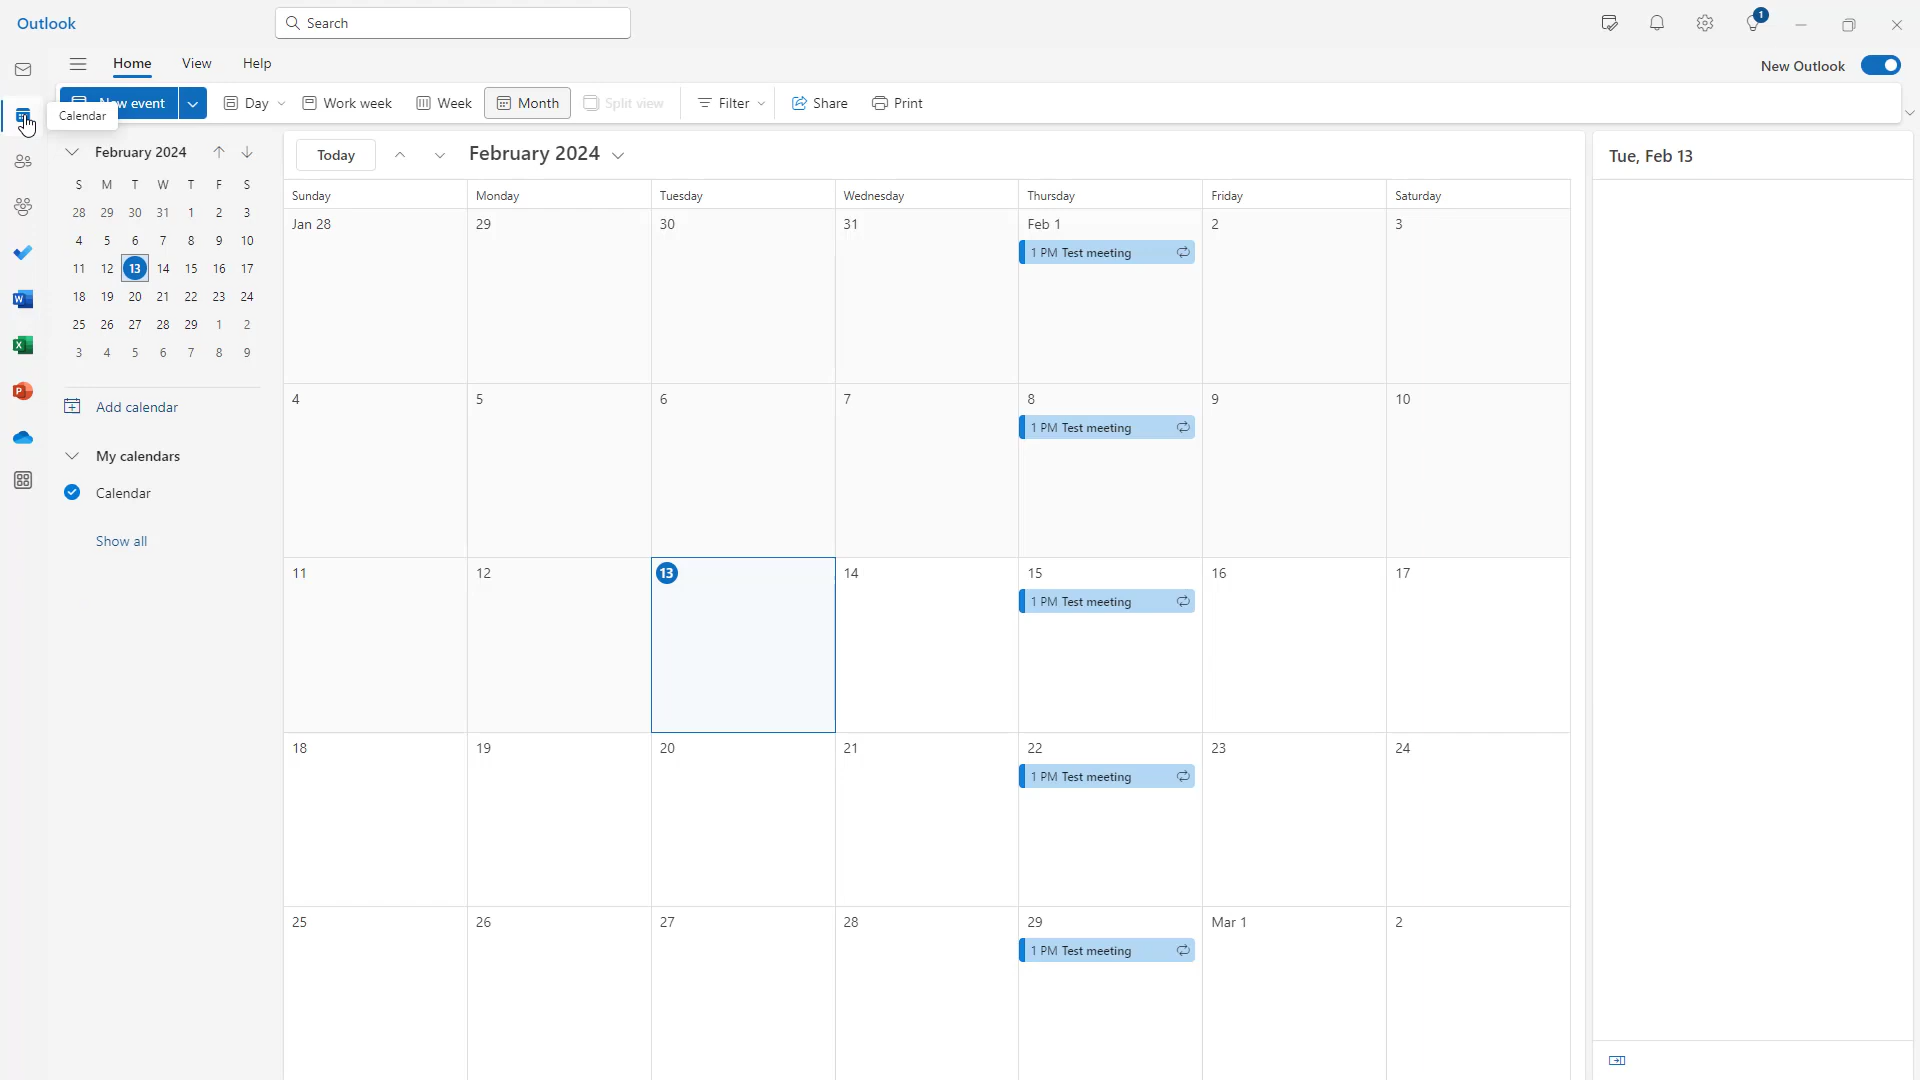 Outlook
Search
1
Home View Help
New Outlook
event Day Work week Week Month Split view Filter Share Print
Calendar
February 2024
S M T W T F S
28 29 30 31 1 2 3
4 5 6 7 8 9 10
11 12 13 14 15 16 17
18 19 20 21 22 23 24
25 26 27 28 29 1 2
3 4 5 6 7 8 9
Add calendar
My calendars
Calendar
Show all
Today February 2024
Sunday Monday Tuesday Wednesday Thursday Friday Saturday
Jan 28 29 30 31 Feb 1 2 3
1 PM Test meeting
4 5 6 7 8 9 10
1 PM Test meeting
11 12 13 14 15 16 17
1 PM Test meeting
18 19 20 21 22 23 24
1 PM Test meeting
25 26 27 28 29 Mar 1 2
1 PM Test meeting
Tue, Feb 13
W
X
P